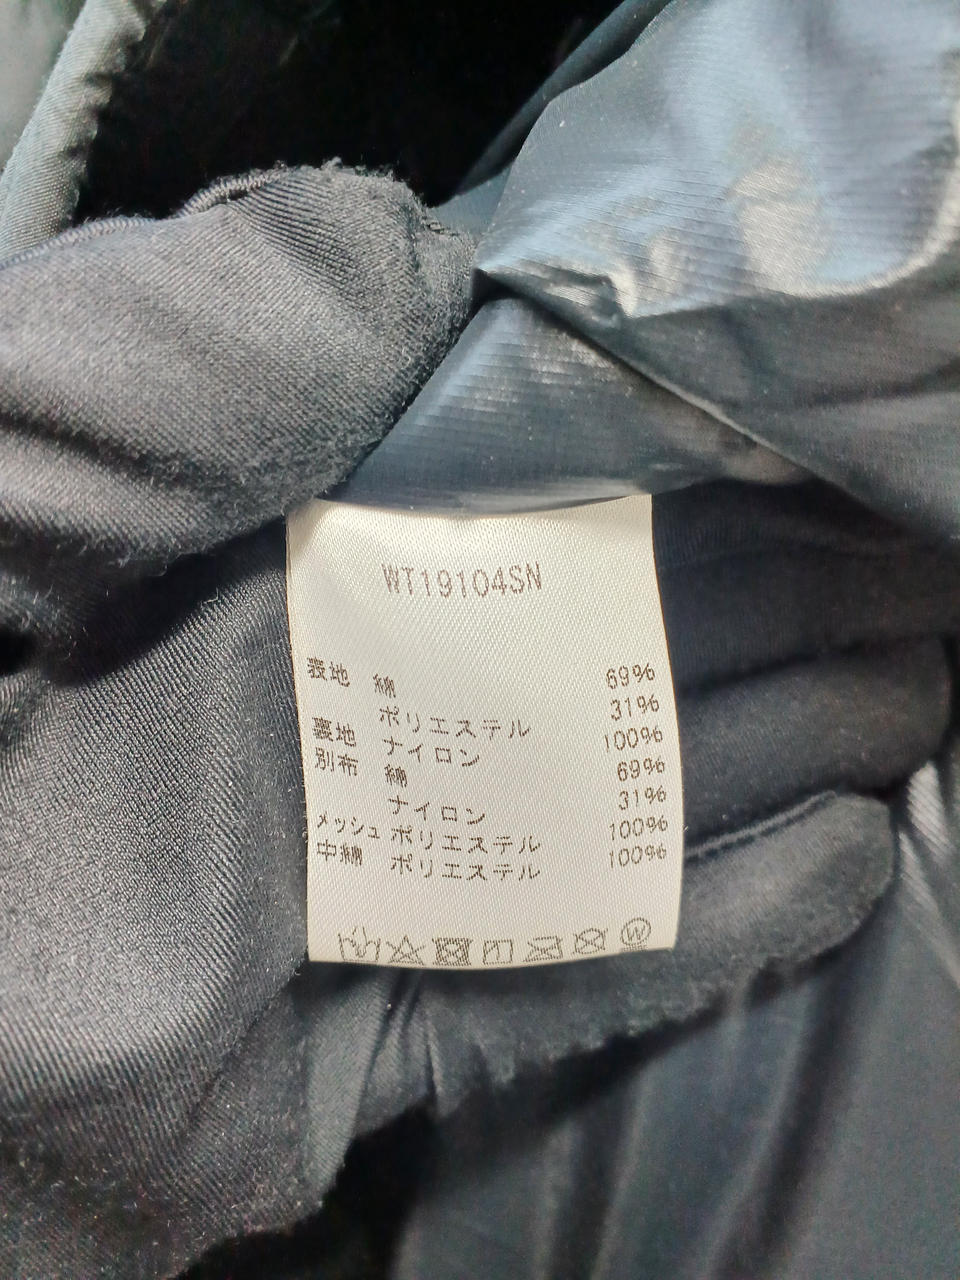 WT19104SN
表地 綿 69%
ポリエステル 31%
裏地 ナイロン 100%
別布 綿 69%
ナイロン 31%
メッシュ ポリエステル 100%
中綿 ポリエステル 100%
W